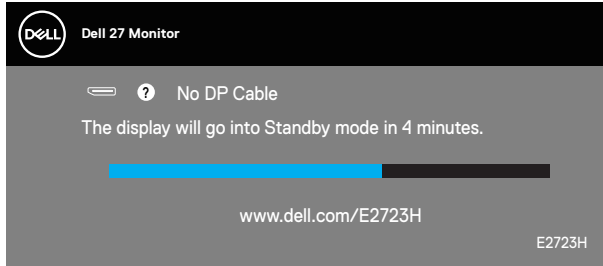 DELL
Dell 27 Monitor
? No DP Cable
The display will go into Standby mode in 4 minutes.
www.dell.com/E2723H
E2723H